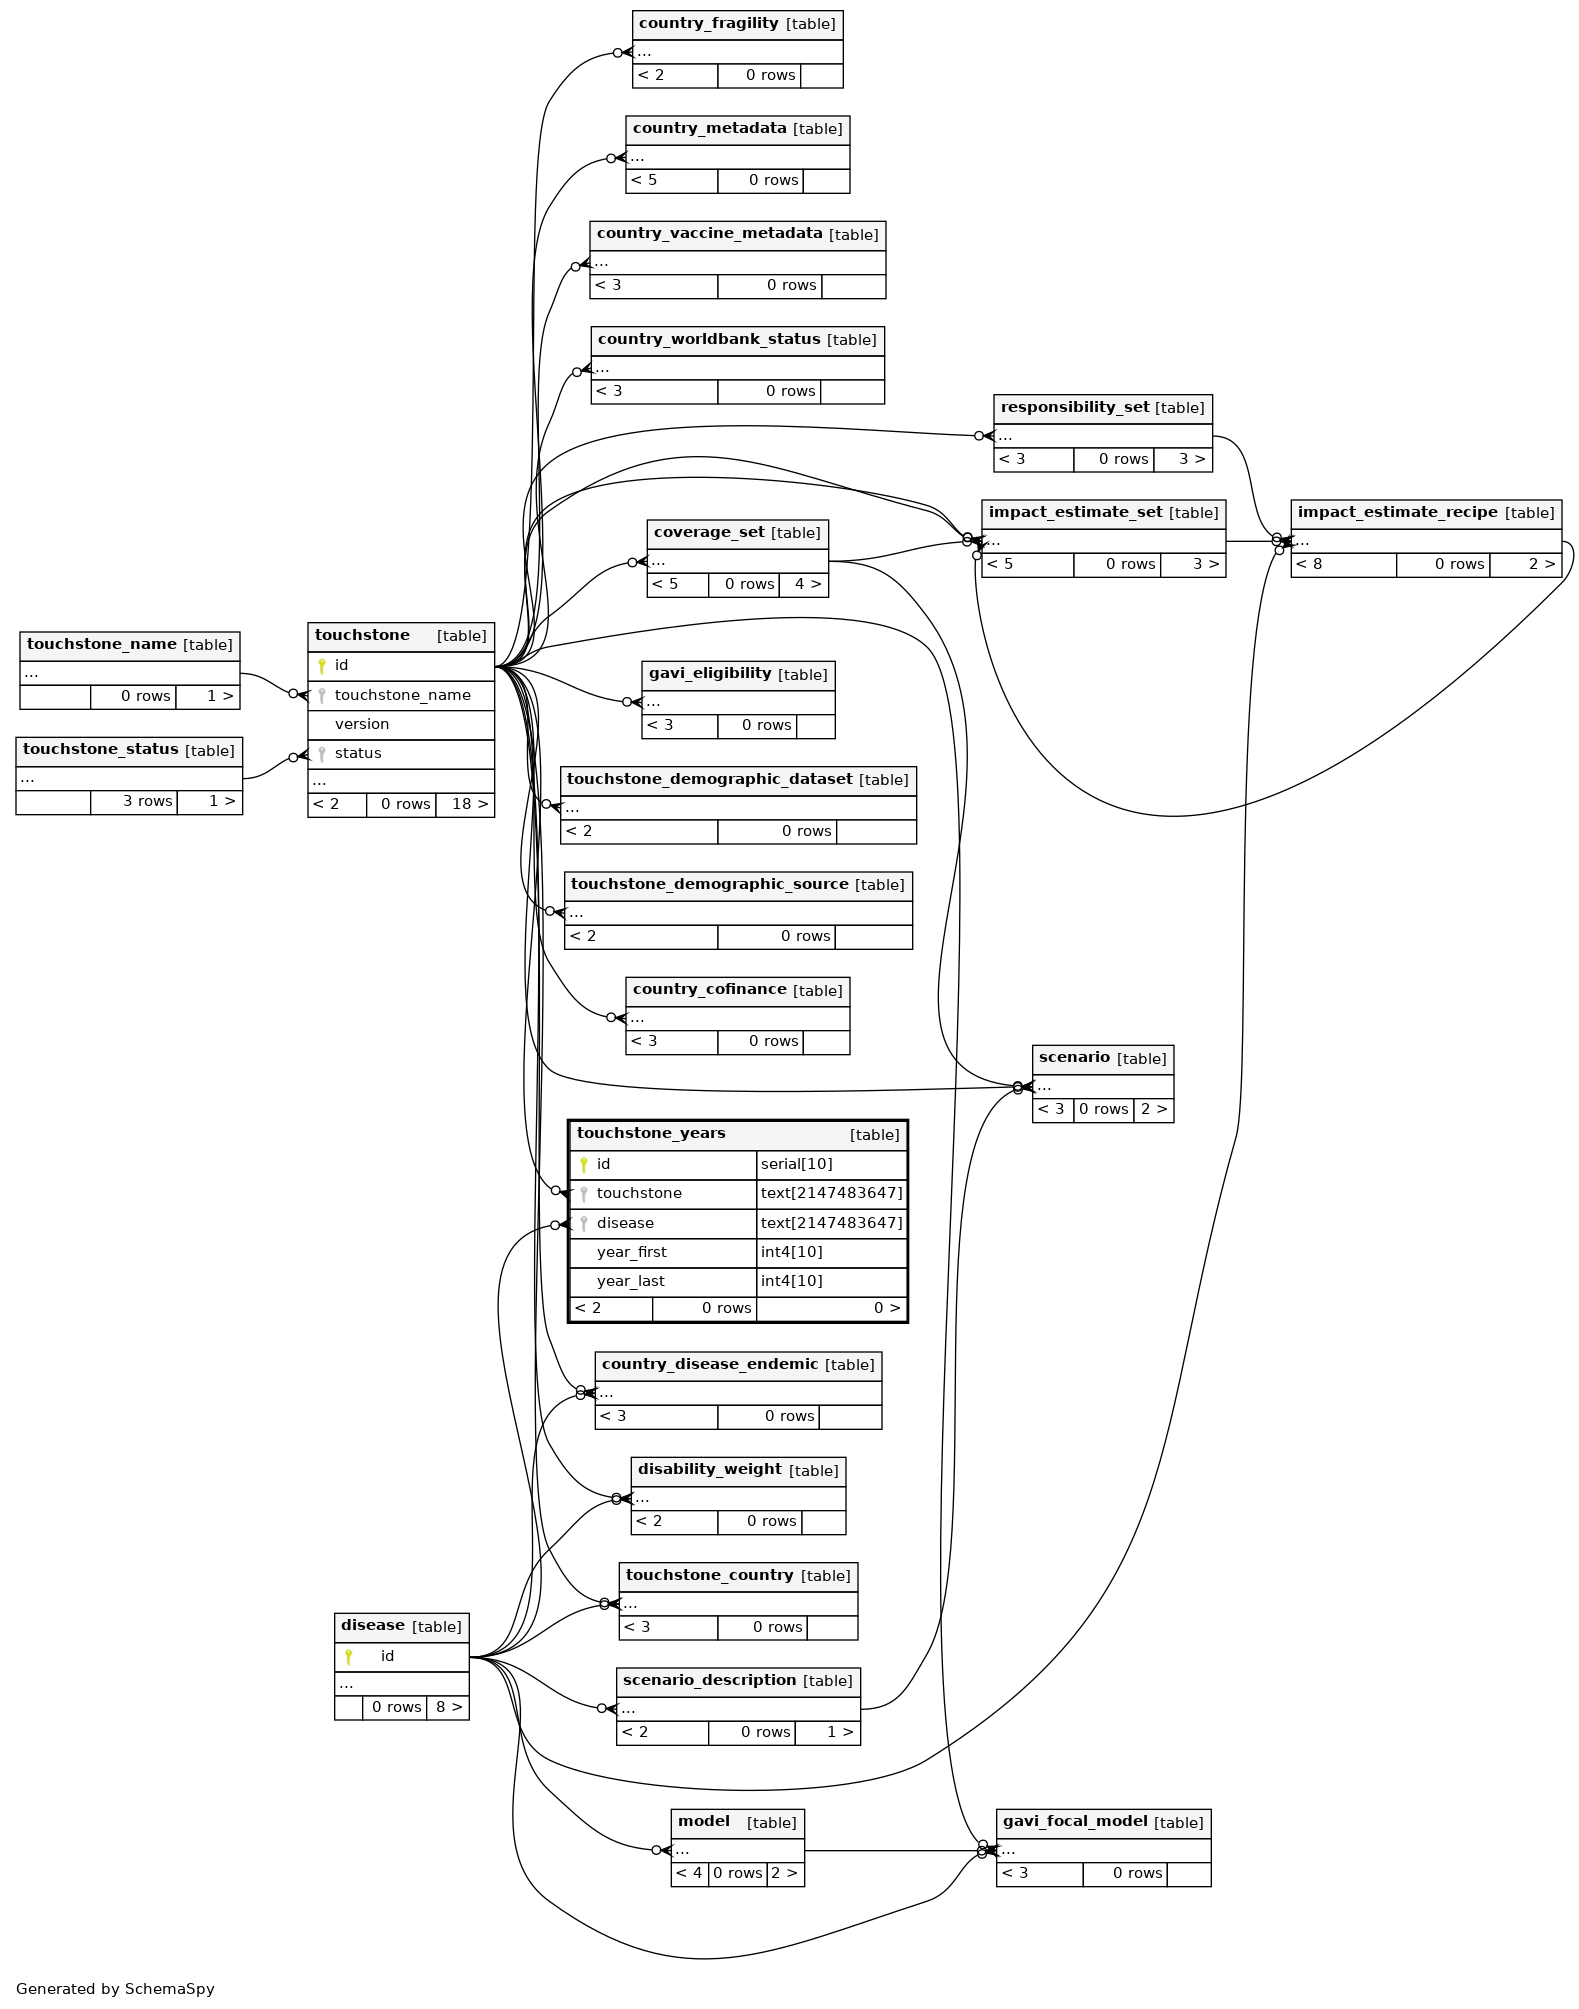 country_fragility [table]
...
< 2 0 rows
country_metadata [table]
...
< 5 0 rows
country_vaccine_metadata [table]
...
< 3 0 rows
country_worldbank_status [table]
...
< 3 0 rows
responsibility_set [table]
...
< 3 0 rows 3 >
impact_estimate_set [table]
...
< 5 0 rows 3 >
impact_estimate_recipe [table]
...
< 8 0 rows 2 >
coverage_set [table]
...
< 5 0 rows 4 >
touchstone_name [table]
...
0 rows 1 >
touchstone_status [table]
...
3 rows 1 >
touchstone [table]
id
touchstone_name
version
status
...
< 2 0 rows 18 >
gavi_eligibility [table]
...
< 3 0 rows
touchstone_demographic_dataset [table]
...
< 2 0 rows
touchstone_demographic_source [table]
...
< 2 0 rows
country_cofinance [table]
...
< 3 0 rows
scenario [table]
...
< 3 0 rows 2 >
touchstone_years [table]
id serial[10]
touchstone text[2147483647]
disease text[2147483647]
year_first int4[10]
year_last int4[10]
< 2 0 rows 0 >
country_disease_endemic [table]
...
< 3 0 rows
disability_weight [table]
...
< 2 0 rows
touchstone_country [table]
...
< 3 0 rows
disease [table]
id
...
0 rows 8 >
scenario_description [table]
...
< 2 0 rows 1 >
model [table]
...
< 4 0 rows 2 >
gavi_focal_model [table]
...
< 3 0 rows
Generated by SchemaSpy